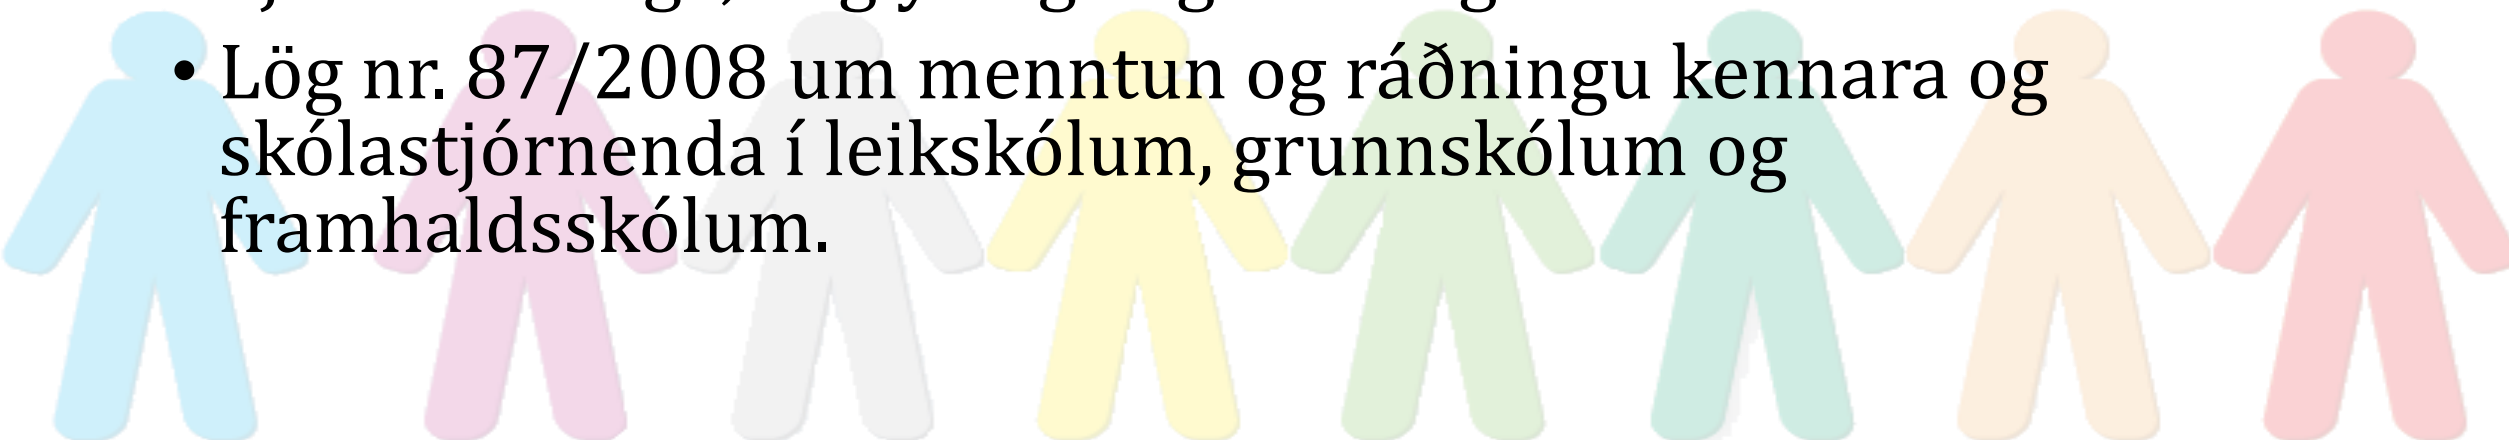 • Lög nr. 87/2008 um menntun og ráðningu kennara og
skólastjórnenda í leikskólum, grunnskólum og
framhaldsskólum.